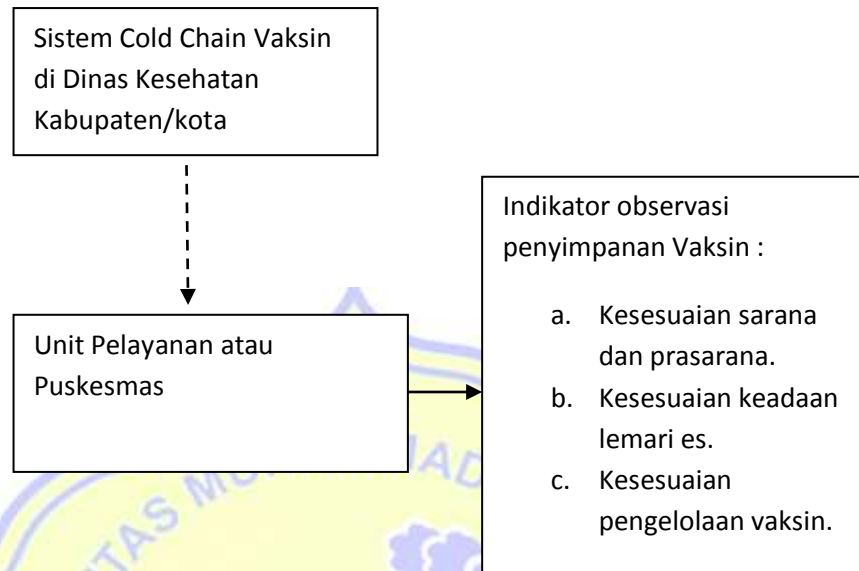 Sistem Cold Chain Vaksin
di Dinas Kesehatan
Kabupaten/kota
Unit Pelayanan atau
Puskesmas
Indikator observasi
penyimpanan Vaksin :
a. Kesesuaian sarana
dan prasarana.
b. Kesesuaian keadaan
lemari es.
c. Kesesuaian
pengelolaan vaksin.